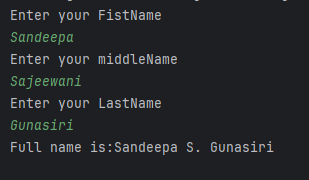 Enter your FistName
Sandeepa
Enter your middleName
Sajeewani
Enter your LastName
Gunasiri
Full name is:Sandeepa S. Gunasiri